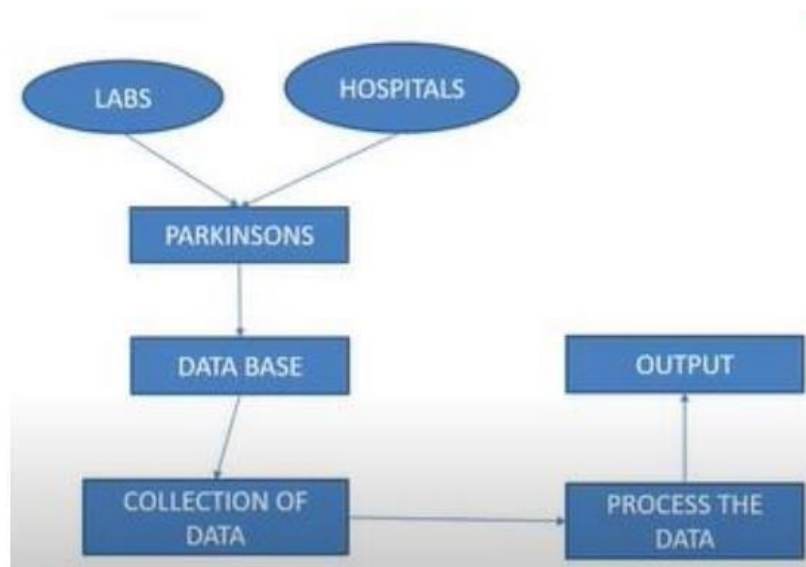 LABS
HOSPITALS
PARKINSONS
DATA BASE
OUTPUT
COLLECTION OF
DATA
PROCESS THE
DATA